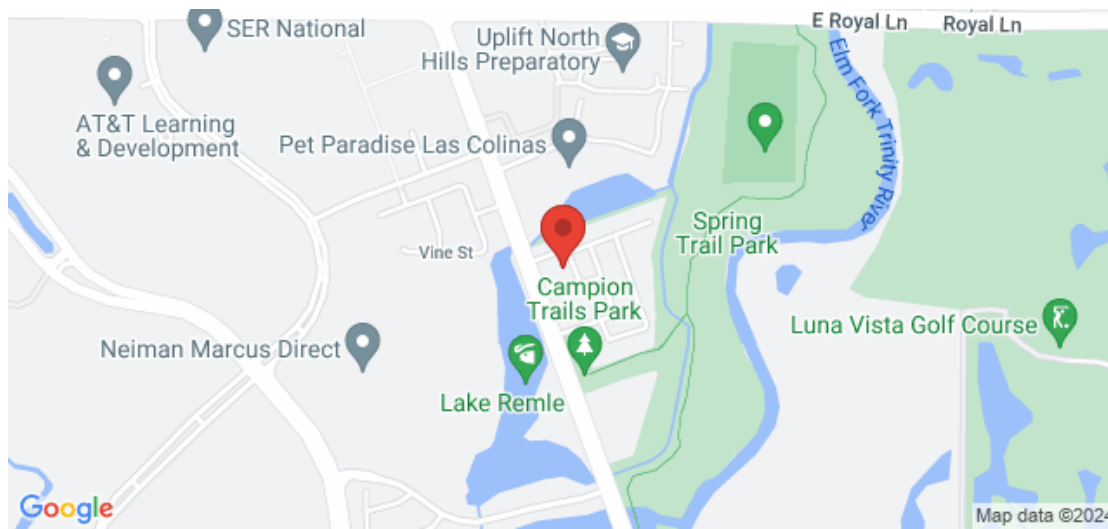 SER National
AT&T Learning
& Development
Uplift North
Hills Preparatory
E Royal Ln
Royal Ln
Elm Fork Trinity River
Pet Paradise Las Colinas
Vine St
Spring
Trail Park
Campion
Trails Park
Luna Vista Golf Course
Neiman Marcus Direct
Lake Remle
Google
Map data ©2024